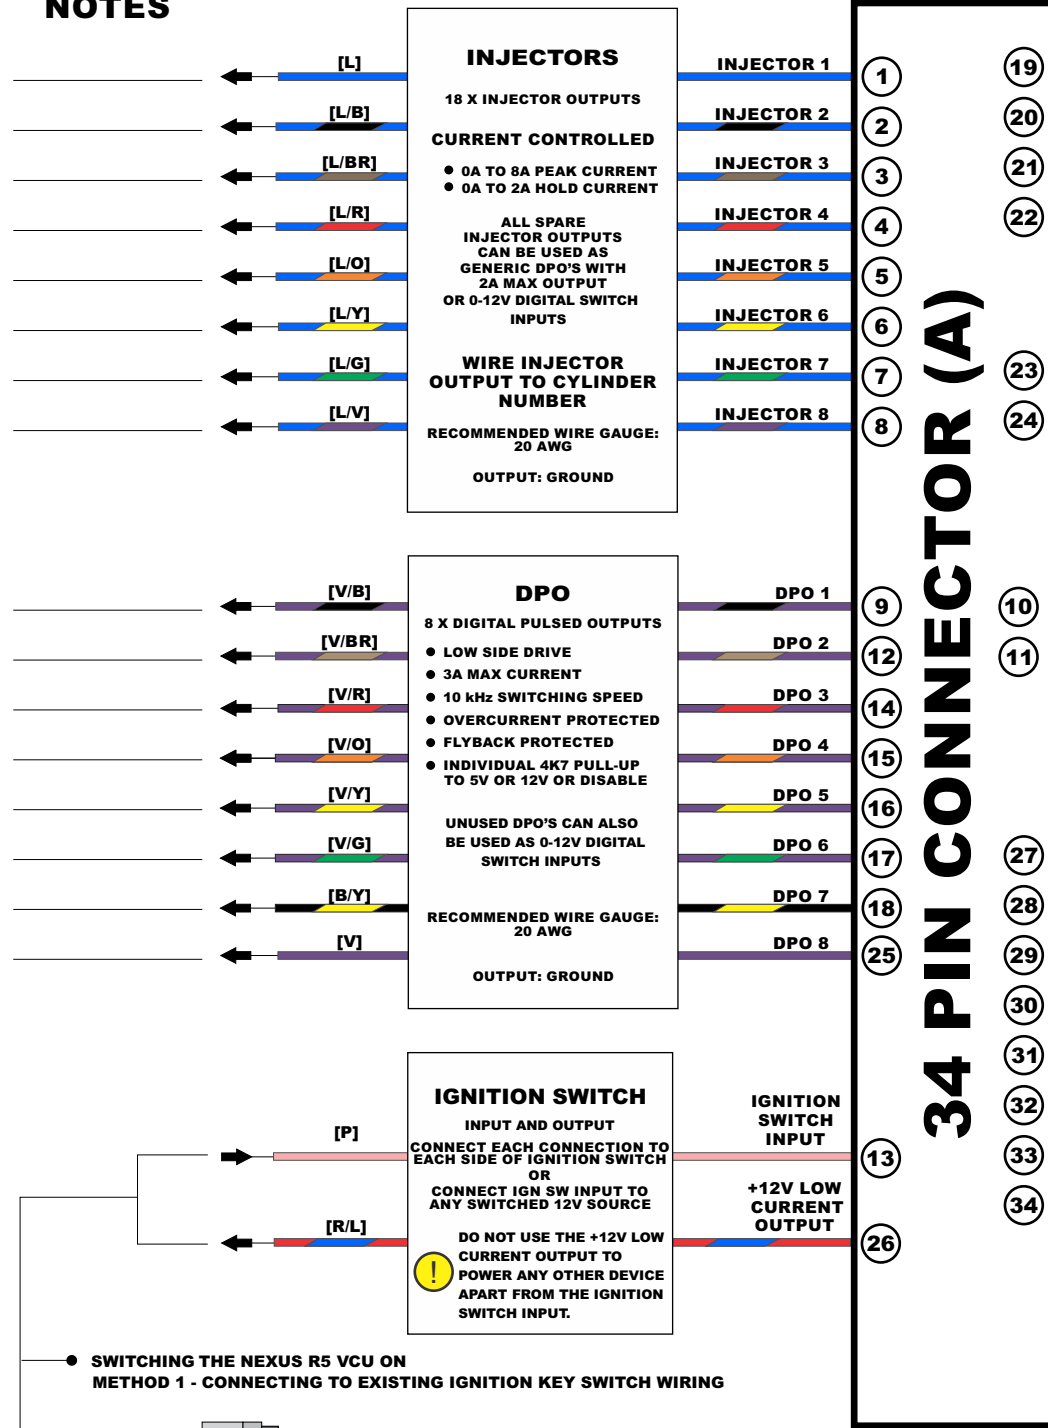 NOTES
[L]
[L/B]
[L/BR]
[L/R]
[L/O]
[L/Y]
[L/G]
[L/V]
INJECTORS
18 X INJECTOR OUTPUTS
CURRENT CONTROLLED
● 0A TO 8A PEAK CURRENT
● 0A TO 2A HOLD CURRENT
ALL SPARE
INJECTOR OUTPUTS
CAN BE USED AS
GENERIC DPO'S WITH
2A MAX OUTPUT
OR 0-12V DIGITAL SWITCH
INPUTS
WIRE INJECTOR
OUTPUT TO CYLINDER
NUMBER
RECOMMENDED WIRE GAUGE:
20 AWG
OUTPUT: GROUND
INJECTOR 1
INJECTOR 2
INJECTOR 3
INJECTOR 4
INJECTOR 5
INJECTOR 6
INJECTOR 7
INJECTOR 8
1
2
3
4
5
6
7
8
[V/B]
[V/BR]
[V/R]
[V/O]
[V/Y]
[V/G]
[B/Y]
[V]
DPO
8 X DIGITAL PULSED OUTPUTS
● LOW SIDE DRIVE
● 3A MAX CURRENT
● 10 kHz SWITCHING SPEED
● OVERCURRENT PROTECTED
● FLYBACK PROTECTED
● INDIVIDUAL 4K7 PULL-UP
TO 5V OR 12V OR DISABLE
UNUSED DPO'S CAN ALSO
BE USED AS 0-12V DIGITAL
SWITCH INPUTS
RECOMMENDED WIRE GAUGE:
20 AWG
OUTPUT: GROUND
DPO 1
DPO 2
DPO 3
DPO 4
DPO 5
DPO 6
DPO 7
DPO 8
9
12
14
15
16
17
18
25
[P]
[R/L]
IGNITION SWITCH
INPUT AND OUTPUT
CONNECT EACH CONNECTION TO
EACH SIDE OF IGNITION SWITCH
OR
CONNECT IGN SW INPUT TO
ANY SWITCHED 12V SOURCE
!
DO NOT USE THE +12V LOW
CURRENT OUTPUT TO
POWER ANY OTHER DEVICE
APART FROM THE IGNITION
SWITCH INPUT.
IGNITION
SWITCH
INPUT
+12V LOW
CURRENT
OUTPUT
13
26
34 PIN CONNECTOR (A)
19
20
21
22
23
24
10
11
27
28
29
30
31
32
33
34
● SWITCHING THE NEXUS R5 VCU ON
METHOD 1 - CONNECTING TO EXISTING IGNITION KEY SWITCH WIRING